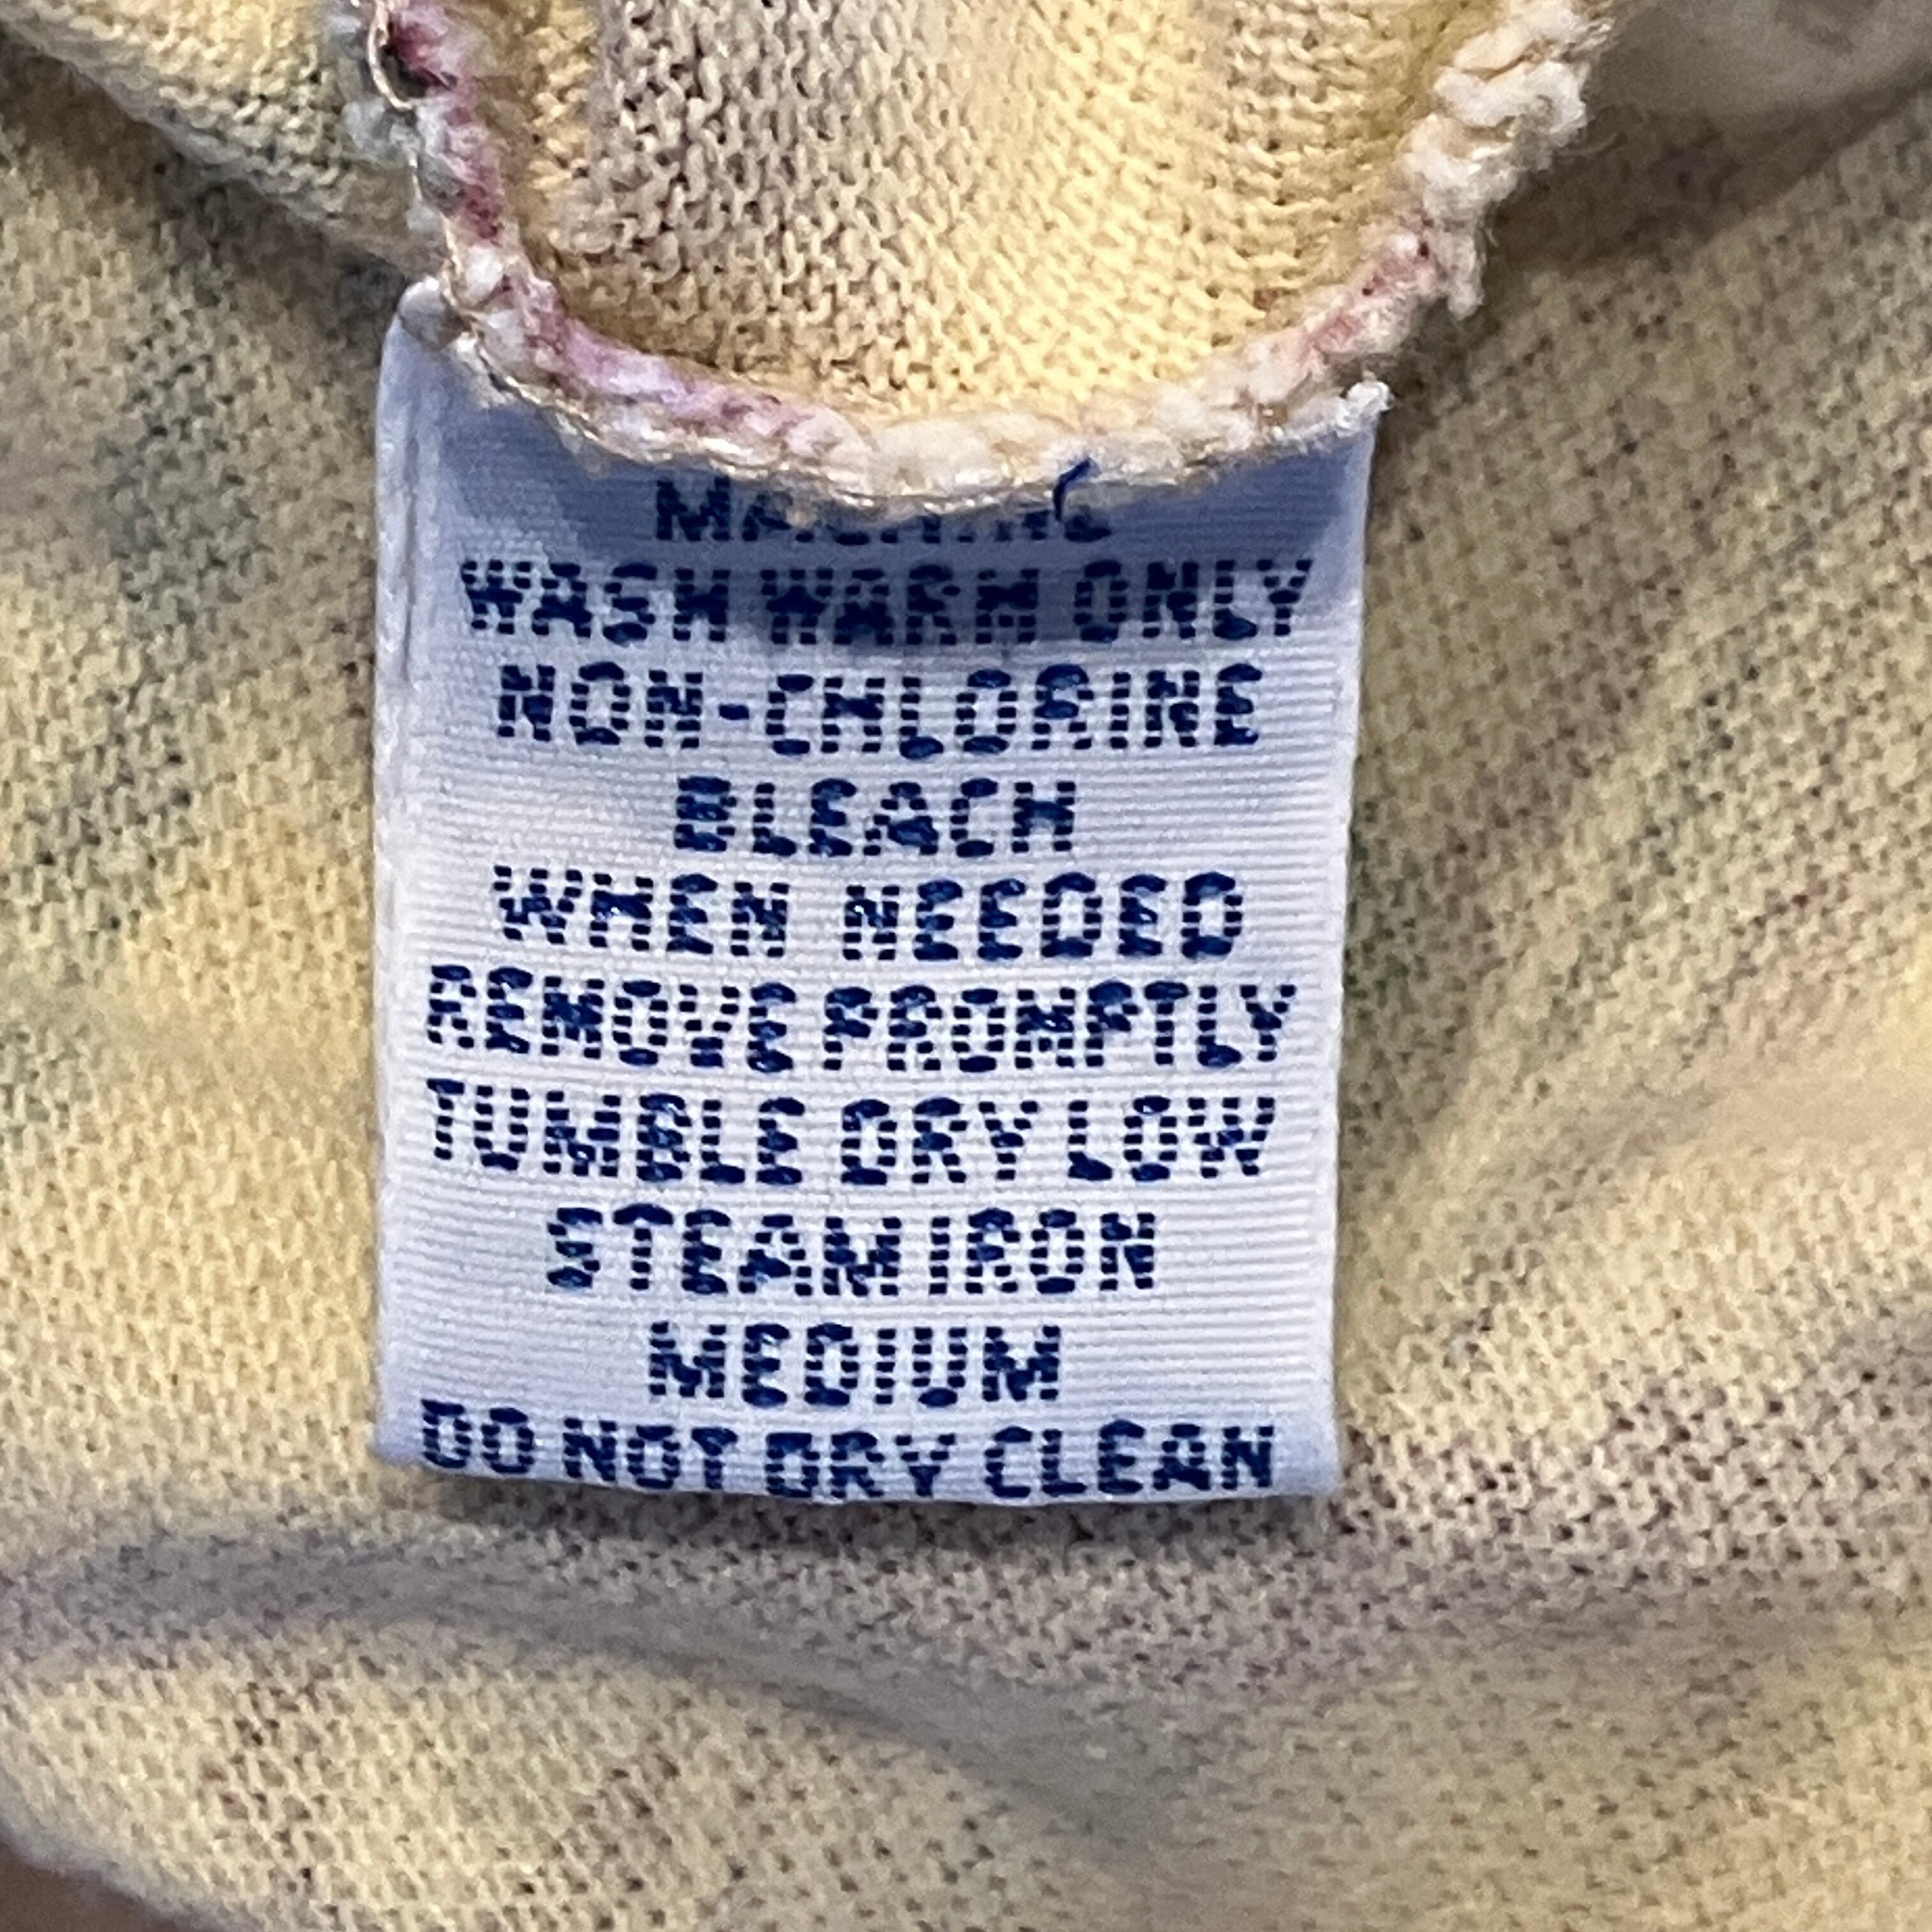 MACHINE
WASH WARM ONLY
NON-CHLORINE
BLEACH
WHEN NEEDED
REMOVE PROMPTLY
TUMBLE DRY LOW
STEAM IRON
MEDIUM
DO NOT DRY CLEAN